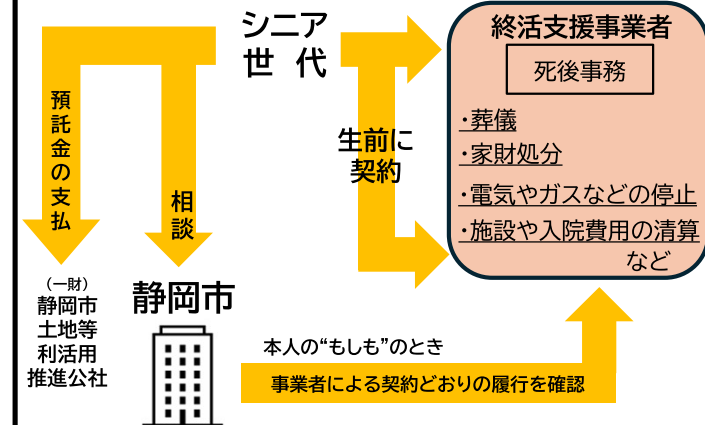 シニア
世代
終活支援事業者
死後事務
・葬儀
・家財処分
・電気やガスなどの停止
・施設や入院費用の清算
など
生前に
契約
預託金の支払
相談
（一財）
静岡市
土地等
利活用
推進公社
静岡市
本人の“もしも”のとき
事業者による契約どおりの履行を確認